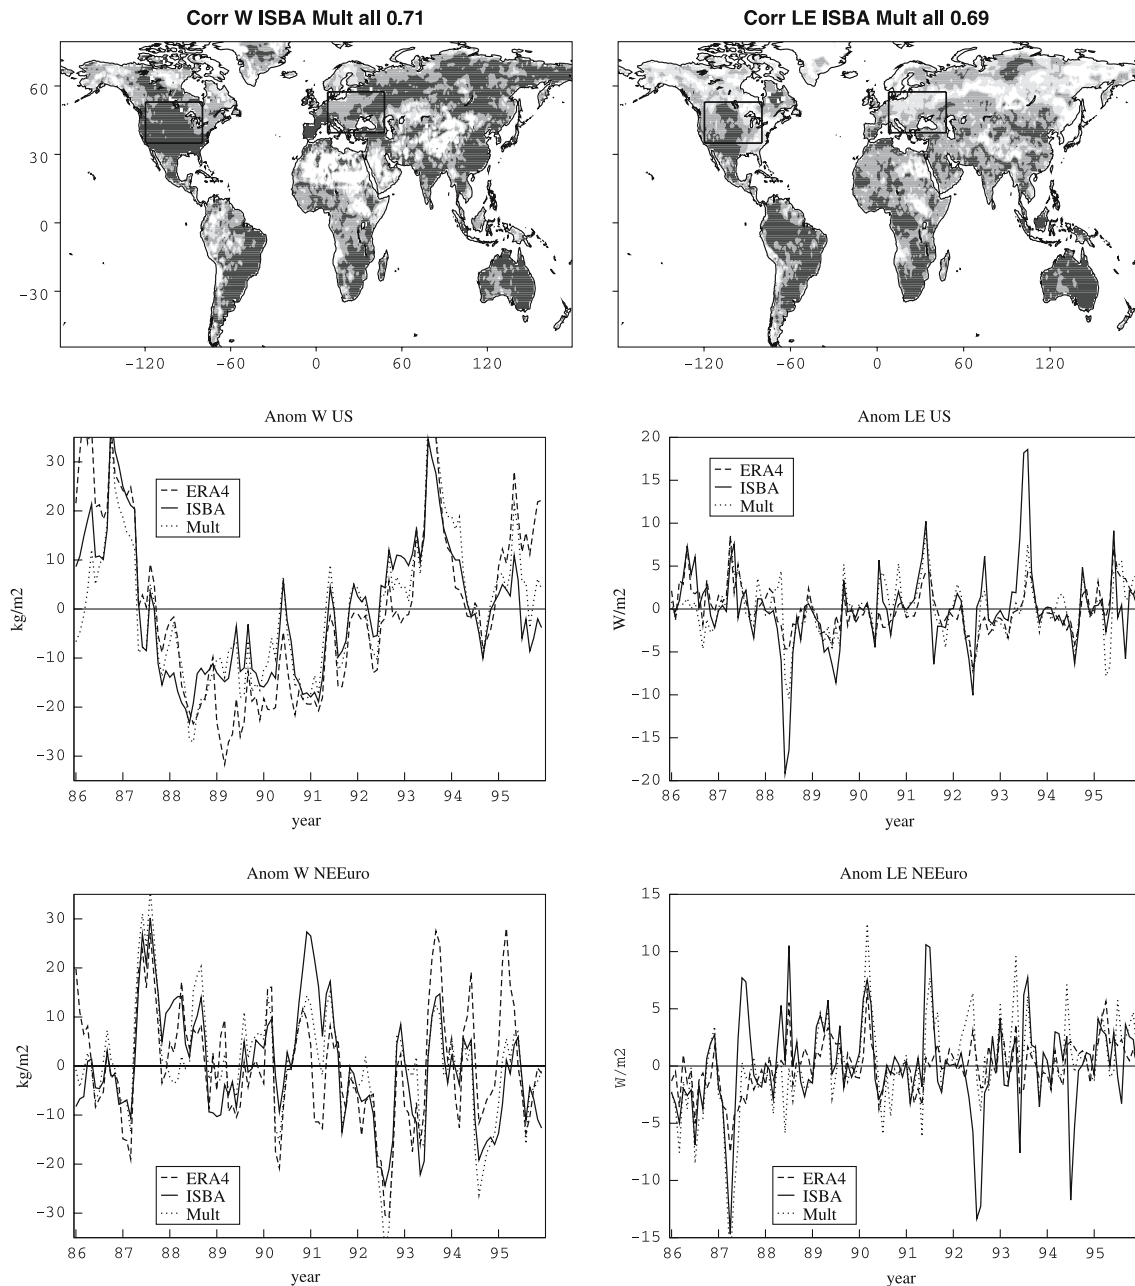 Corr W ISBA Mult all 0.71
60
30
0
−30
−120 −60 0 60 120
Corr LE ISBA Mult all 0.69
60
30
0
−30
−120 −60 0 60 120
Anom W US
kg/m2
30
20
10
0
−10
−20
−30
ERA4
ISBA
Mult
86 87 88 89 90 91 92 93 94 95
year
Anom LE US
W/m2
20
15
10
5
0
−5
−10
−15
−20
ERA4
ISBA
Mult
86 87 88 89 90 91 92 93 94 95
year
Anom W NEEuro
kg/m2
30
20
10
0
−10
−20
−30
ERA4
ISBA
Mult
86 87 88 89 90 91 92 93 94 95
year
Anom LE NEEuro
W/m2
15
10
5
0
−5
−10
−15
ERA4
ISBA
Mult
86 87 88 89 90 91 92 93 94 95
year